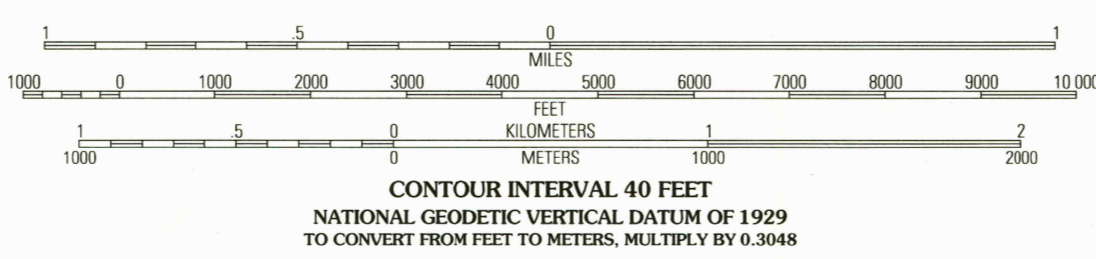 1 .5 0 1
MILES
1000 0 1000 2000 3000 4000 5000 6000 7000 8000 9000 10 000
FEET
1 .5 0 KILOMETERS 1 2
1000 0 METERS 1000 2000
CONTOUR INTERVAL 40 FEET
NATIONAL GEODETIC VERTICAL DATUM OF 1929
TO CONVERT FROM FEET TO METERS, MULTIPLY BY 0.3048